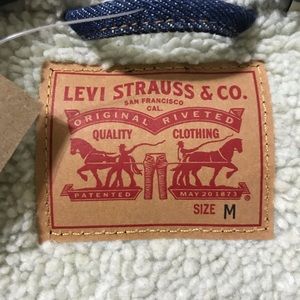 LEVI STRAUSS & CO.
SAN FRANCISCO
CAL.
ORIGINAL RIVETED
QUALITY CLOTHING
PATENTED MAY 20 1873
SIZE M